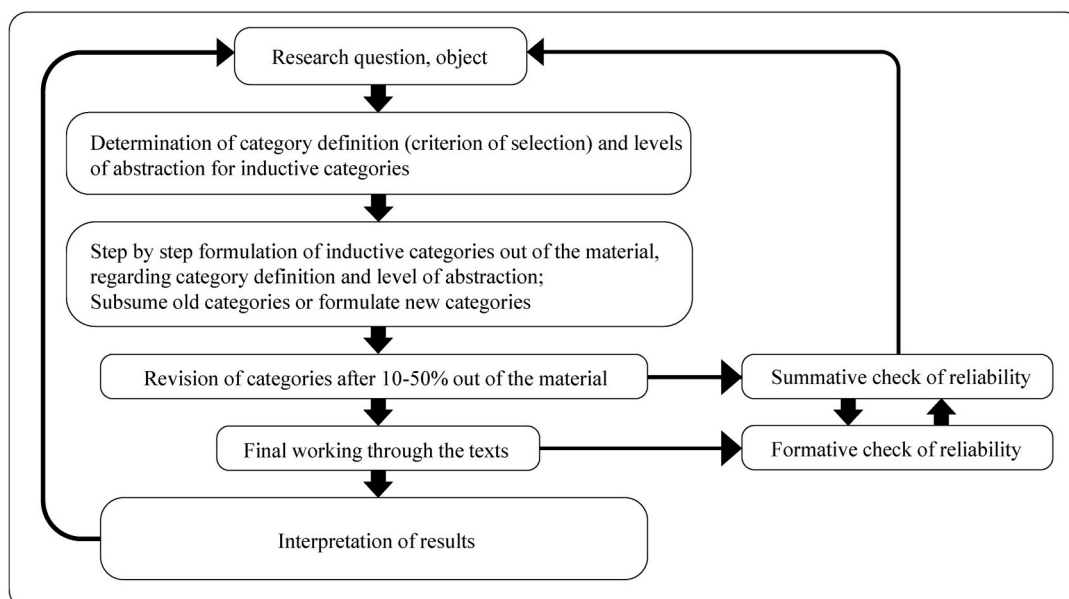 Research question, object
Determination of category definition (criterion of selection) and levels
of abstraction for inductive categories
Step by step formulation of inductive categories out of the material,
regarding category definition and level of abstraction;
Subsume old categories or formulate new categories
Revision of categories after 10-50% out of the material
Summative check of reliability
Final working through the texts
Formative check of reliability
Interpretation of results